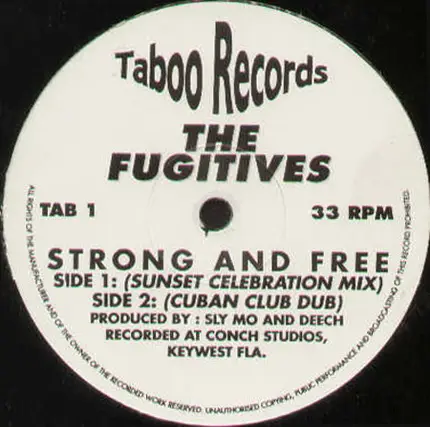 Taboo Records
THE
FUGITIVES
TAB 1
33 RPM
STRONG AND FREE
SIDE 1: (SUNSET CELEBRATION MIX)
SIDE 2: (CUBAN CLUB DUB)
PRODUCED BY : SLY MO AND DEECH
RECORDED AT CONCH STUDIOS,
KEYWEST FLA.
ALL RIGHTS OF THE MANUFACTURER AND OF THE OWNER OF THE RECORDED WORK RESERVED. UNAUTHORISED COPYING, PUBLIC PERFORMANCE AND BROADCASTING OF THIS RECORD PROHIBITED.